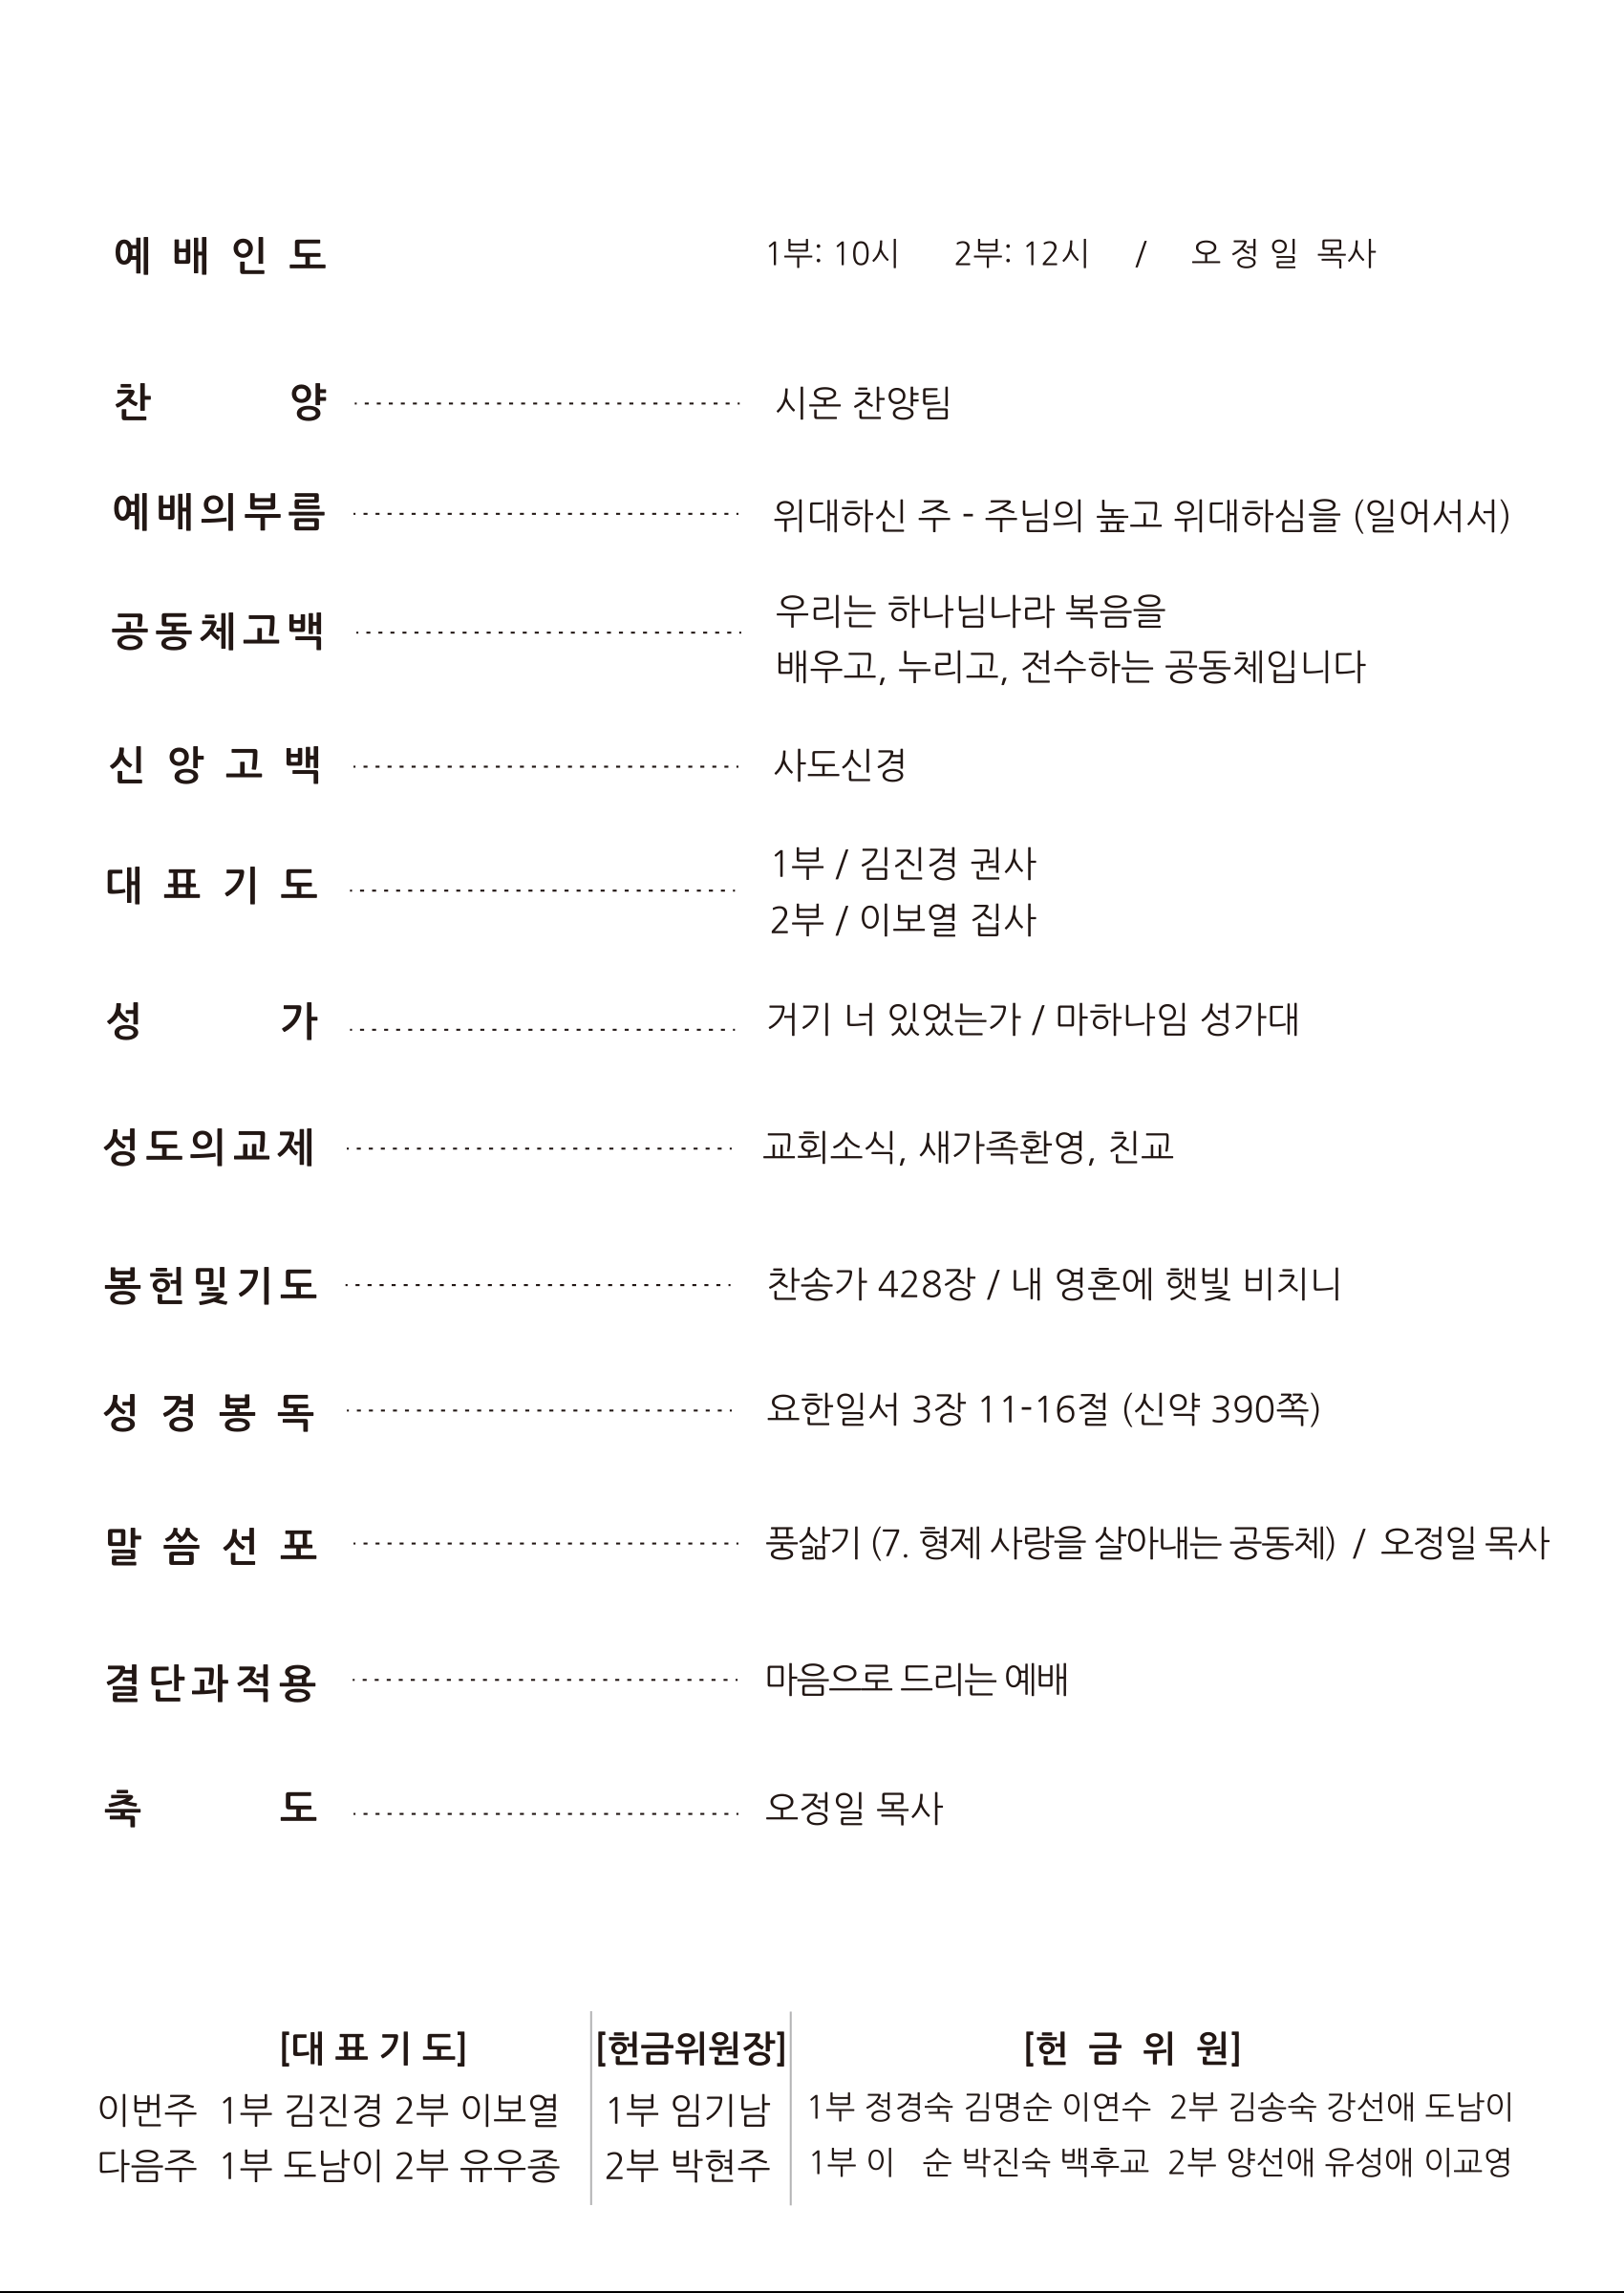 예 배 인 도 1부: 10시 2부: 12시 / 오 정 일 목사
찬 양 시온 찬양팀
예배의부름 위대하신 주 - 주님의 높고 위대하심을 (일어서서)
공동체고백 우리는 하나님나라 복음을
배우고, 누리고, 전수하는 공동체입니다
신 앙 고 백 사도신경
대 표 기 도 1부 / 김진경 권사
2부 / 이보열 집사
성 가 거기 너 있었는가 / 마하나임 성가대
성도의교제 교회소식, 새가족환영, 친교
봉헌및기도 찬송가 428장 / 내 영혼에 햇빛 비치니
성 경 봉 독 요한일서 3장 11-16절 (신약 390쪽)
말 씀 선 포 풍삶기 (7. 형제 사랑을 살아내는 공동체) / 오정일 목사
결단과적용 마음으로 드리는 예배
축 도 오정일 목사
[대 표 기 도] [헌금위원장] [헌 금 위 원]
이번주 1부 김진경 2부 이보열 1부 임기남 1부 정경숙 김명순 이연수 2부 김송숙 강선애 도남이
다음주 1부 도남이 2부 유우종 2부 박현주 1부 이 순 박진숙 백후교 2부 양선애 유성애 이교영